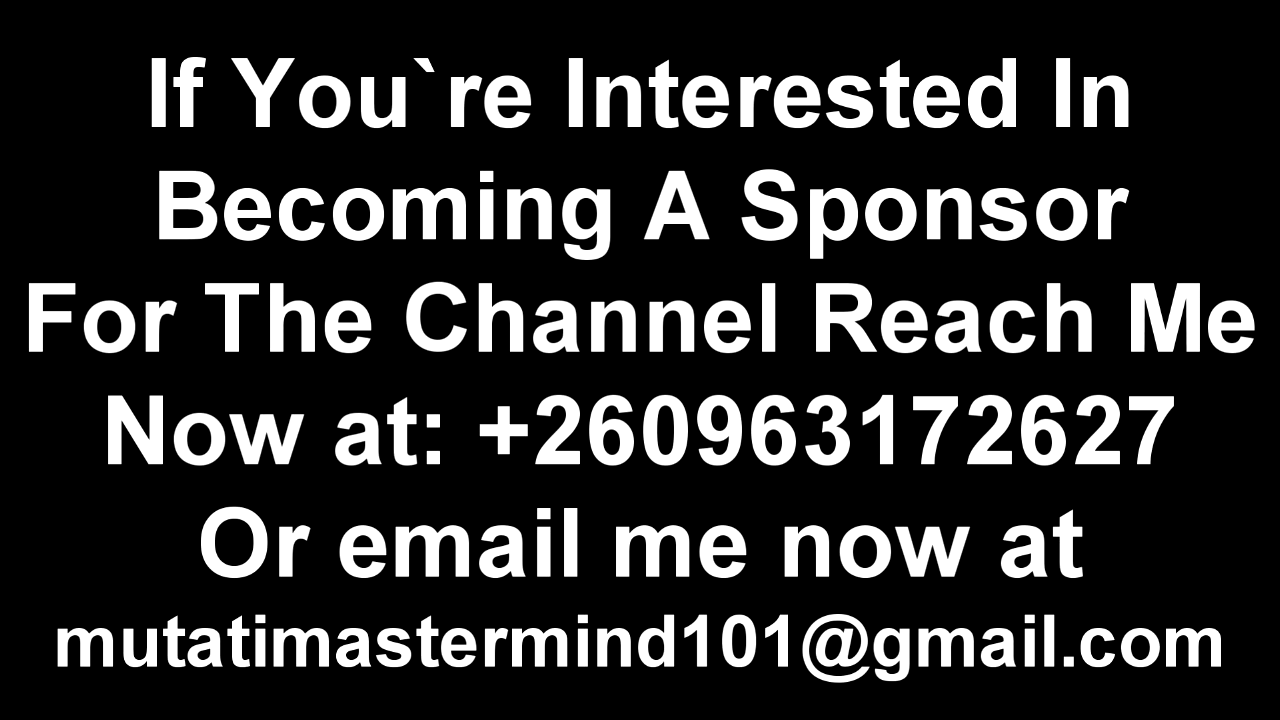 If You`re Interested In
Becoming A Sponsor
For The Channel Reach Me
Now at: +260963172627
Or email me now at
mutatimastermind101@gmail.com